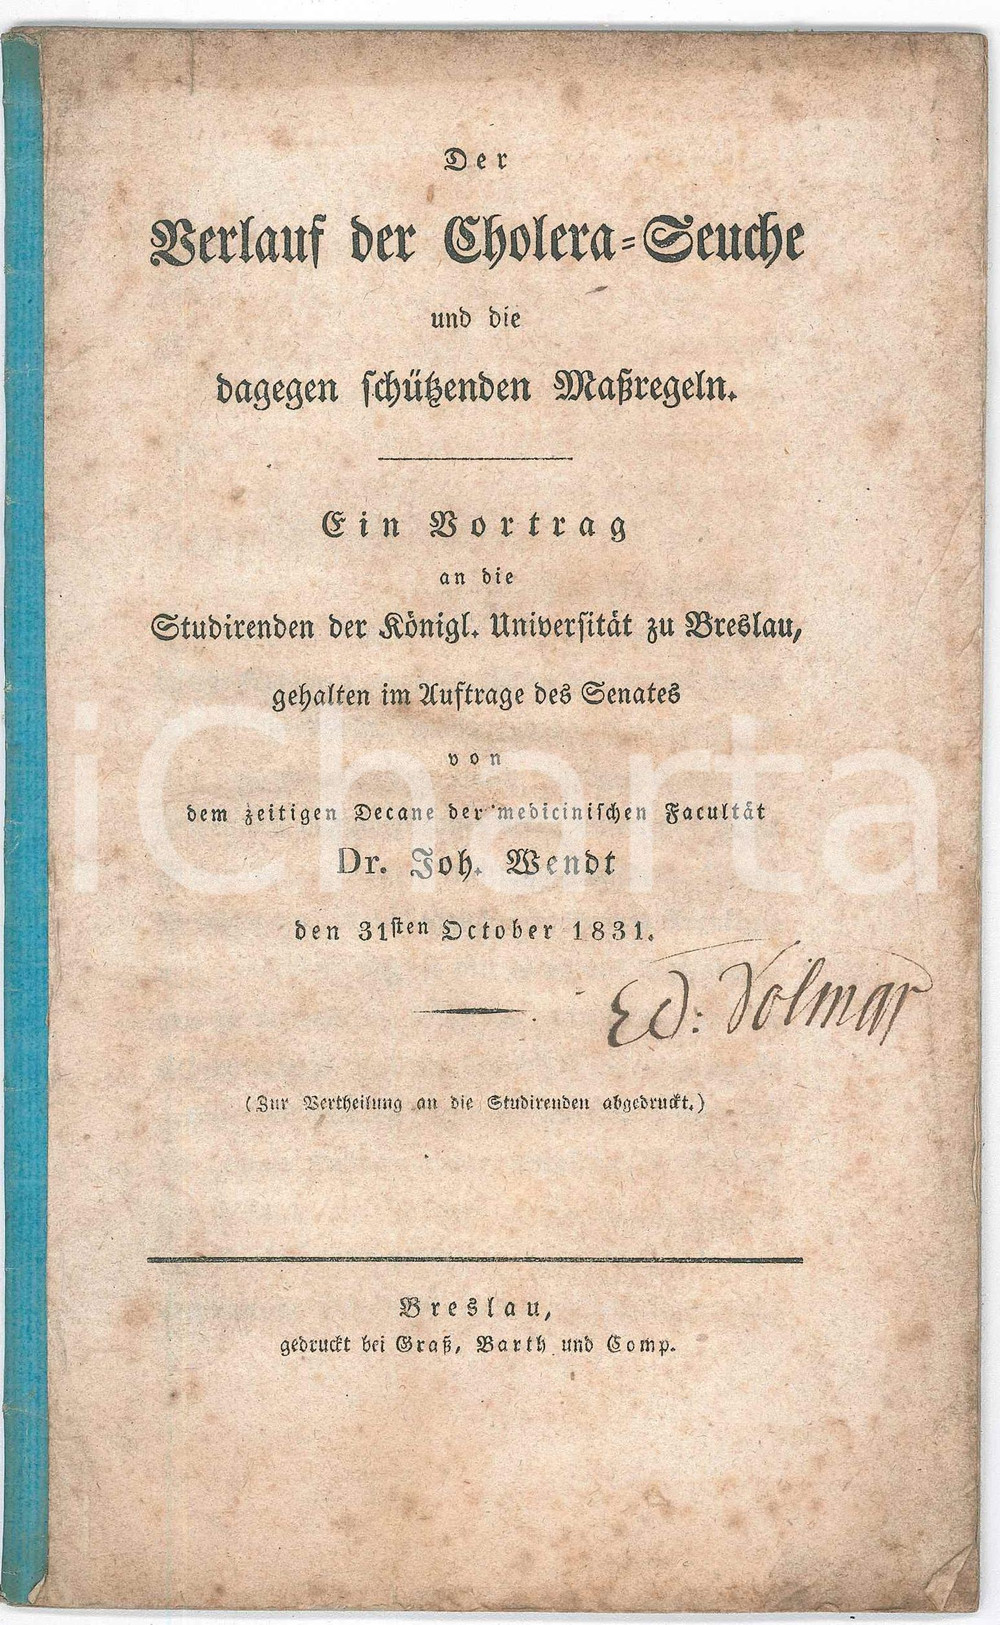 Der
Verlauf der Cholera-Seuche
und die
dagegen schützenden Maßregeln.
Ein Vortrag
an die
Studirenden der Königl. Universität zu Breslau,
gehalten im Auftrage des Senates
von
dem zeitigen Decane der medicinischen Facultät
Dr. Joh. Wendt
den 31sten October 1831.
Ed: Volmar
(Zur Vertheilung an die Studirenden abgedruckt.)
Breslau,
gedruckt bei Graß, Barth und Comp.
iCharta